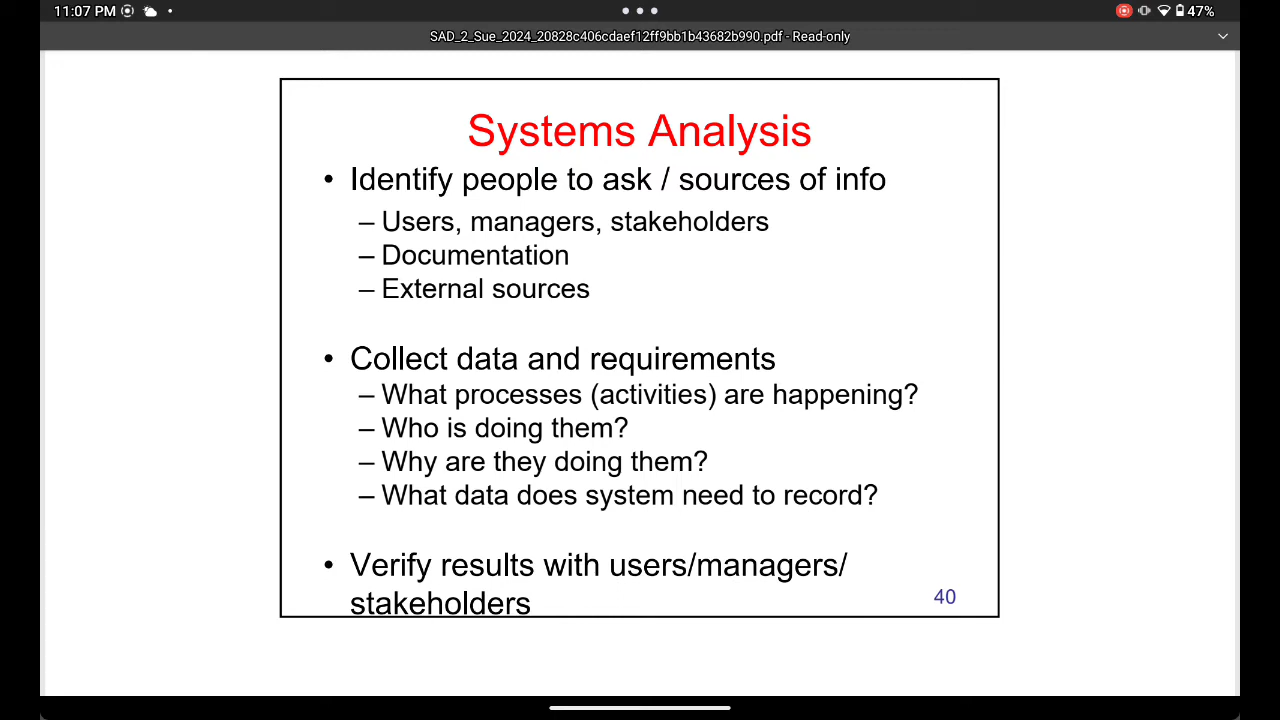 11:07 PM
47%
SAD_2_Sue_2024_20828c406cdaef12ff9bb1b43682b990.pdf - Read-only
Systems Analysis
• Identify people to ask / sources of info
– Users, managers, stakeholders
– Documentation
– External sources
• Collect data and requirements
– What processes (activities) are happening?
– Who is doing them?
– Why are they doing them?
– What data does system need to record?
• Verify results with users/managers/
stakeholders
40